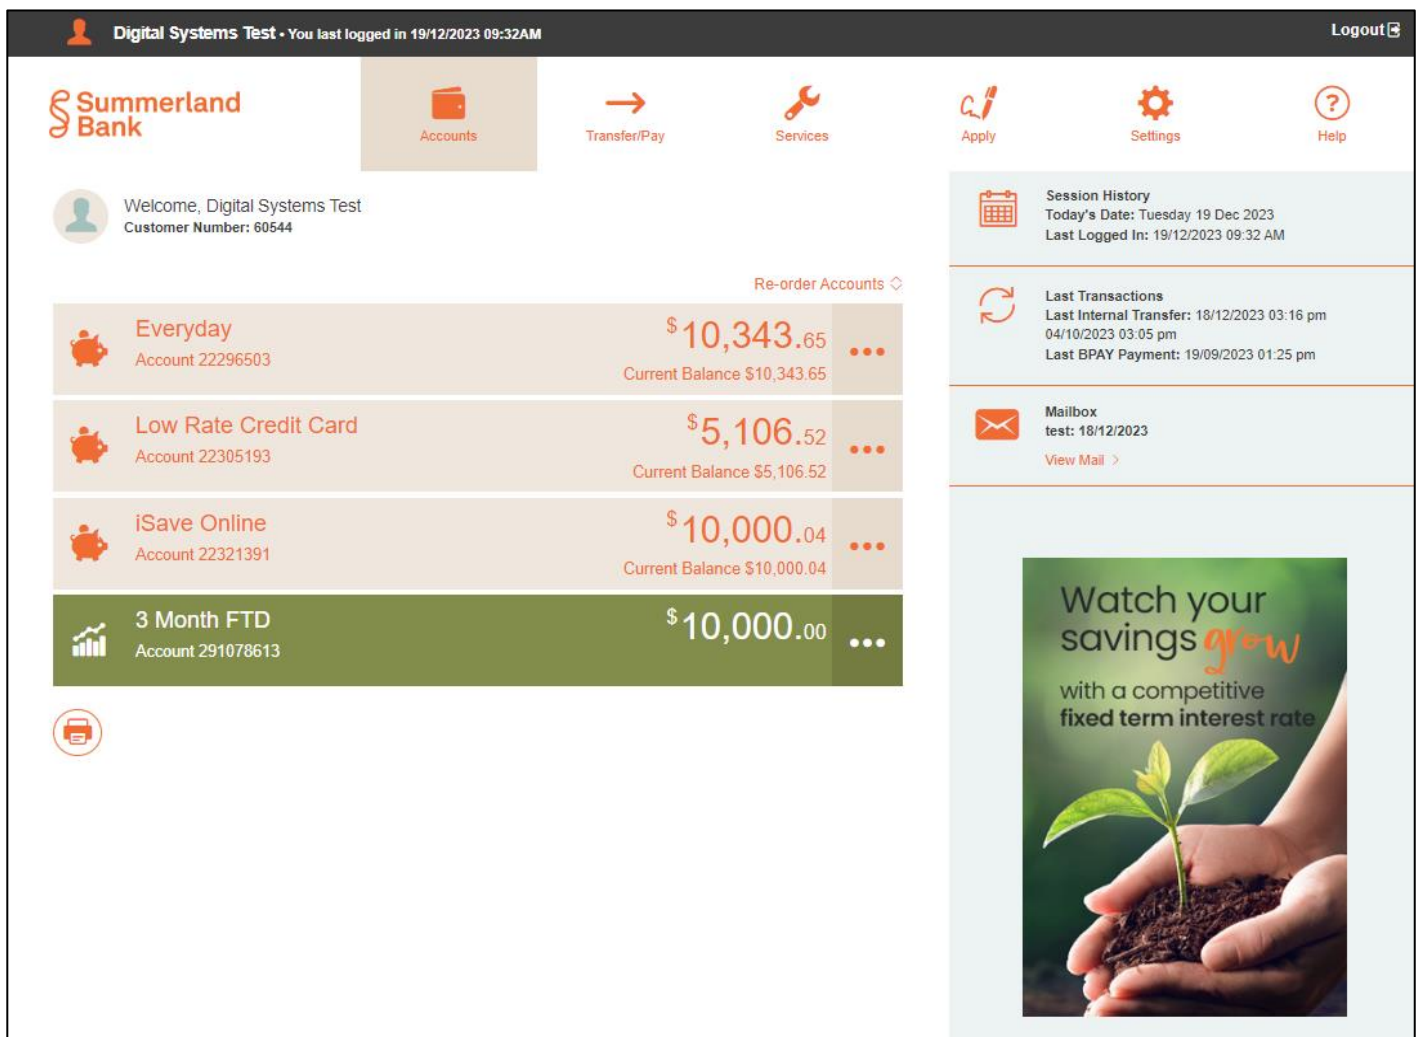 Digital Systems Test • You last logged in 19/12/2023 09:32AM
Logout
Summerland
Bank
Accounts
Transfer/Pay
Services
Apply
Settings
Help
Welcome, Digital Systems Test
Customer Number: 60544
Re-order Accounts
Everyday
Account 22296503
$10,343.65
Current Balance $10,343.65
Low Rate Credit Card
Account 22305193
$5,106.52
Current Balance $5,106.52
iSave Online
Account 22321391
$10,000.04
Current Balance $10,000.04
3 Month FTD
Account 291078613
$10,000.00
Session History
Today's Date: Tuesday 19 Dec 2023
Last Logged In: 19/12/2023 09:32 AM
Last Transactions
Last Internal Transfer: 18/12/2023 03:16 pm
04/10/2023 03:05 pm
Last BPAY Payment: 19/09/2023 01:25 pm
Mailbox
test: 18/12/2023
View Mail >
Watch your
savings grow
with a competitive
fixed term interest rate